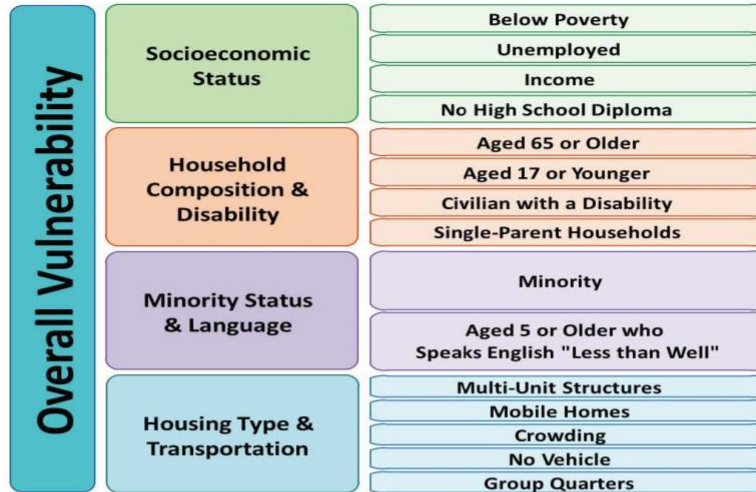 Overall Vulnerability
Socioeconomic
Status
Below Poverty
Unemployed
Income
No High School Diploma
Household
Composition &
Disability
Aged 65 or Older
Aged 17 or Younger
Civilian with a Disability
Single-Parent Households
Minority Status
& Language
Minority
Aged 5 or Older who
Speaks English "Less than Well"
Housing Type &
Transportation
Multi-Unit Structures
Mobile Homes
Crowding
No Vehicle
Group Quarters